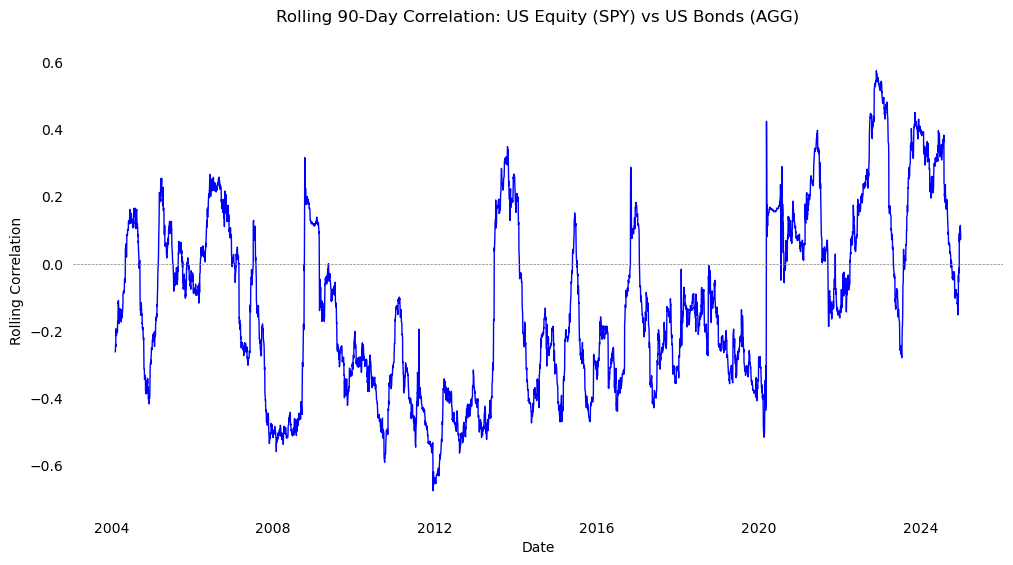 Rolling 90-Day Correlation: US Equity (SPY) vs US Bonds (AGG)
0.6
0.4
0.2
0.0
−0.2
−0.4
−0.6
Rolling Correlation
2004 2008 2012 2016 2020 2024
Date